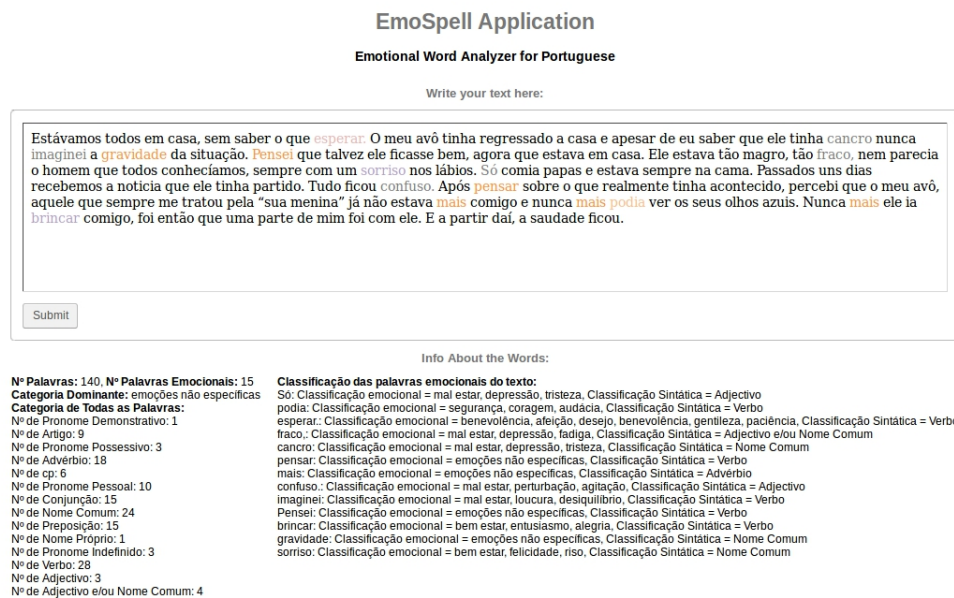 EmoSpell Application
Emotional Word Analyzer for Portuguese
Write your text here:
Estávamos todos em casa, sem saber o que esperar. O meu avô tinha regressado a casa e apesar de eu saber que ele tinha cancro nunca
imaginei a gravidade da situação. Pensei que talvez ele ficasse bem, agora que estava em casa. Ele estava tão magro, tão fraco, nem parecia
o homem que todos conhecíamos, sempre com um sorriso nos lábios. Só comia papas e estava sempre na cama. Passados uns dias
recebemos a noticia que ele tinha partido. Tudo ficou confuso. Após pensar sobre o que realmente tinha acontecido, percebi que o meu avô,
aquele que sempre me tratou pela “sua menina” já não estava mais comigo e nunca mais podia ver os seus olhos azuis. Nunca mais ele ia
brincar comigo, foi então que uma parte de mim foi com ele. E a partir daí, a saudade ficou.
Submit
Info About the Words:
Nº Palavras: 140, Nº Palavras Emocionais: 15
Categoria Dominante: emoções não específicas
Categoria de Todas as Palavras:
Nº de Pronome Demonstrativo: 1
Nº de Artigo: 9
Nº de Pronome Possessivo: 3
Nº de Advérbio: 18
Nº de cp: 6
Nº de Pronome Pessoal: 10
Nº de Conjunção: 15
Nº de Nome Comum: 24
Nº de Preposição: 15
Nº de Nome Próprio: 1
Nº de Pronome Indefinido: 3
Nº de Verbo: 28
Nº de Adjectivo: 3
Nº de Adjectivo e/ou Nome Comum: 4
Classificação das palavras emocionais do texto:
Só: Classificação emocional = mal estar, depressão, tristeza, Classificação Sintática = Adjectivo
podia: Classificação emocional = segurança, coragem, audácia, Classificação Sintática = Verbo
esperar.: Classificação emocional = benevolência, afeição, desejo, benevolência, gentileza, paciência, Classificação Sintática = Verb
fraco,: Classificação emocional = mal estar, depressão, fadiga, Classificação Sintática = Adjectivo e/ou Nome Comum
cancro: Classificação emocional = mal estar, depressão, tristeza, Classificação Sintática = Nome Comum
pensar: Classificação emocional = emoções não específicas, Classificação Sintática = Verbo
mais: Classificação emocional = emoções não específicas, Classificação Sintática = Advérbio
confuso.: Classificação emocional = mal estar, perturbação, agitação, Classificação Sintática = Adjectivo
imaginei: Classificação emocional = mal estar, loucura, desiquilíbrio, Classificação Sintática = Verbo
Pensei: Classificação emocional = emoções não específicas, Classificação Sintática = Verbo
brincar: Classificação emocional = bem estar, entusiasmo, alegria, Classificação Sintática = Verbo
gravidade: Classificação emocional = emoções não específicas, Classificação Sintática = Nome Comum
sorriso: Classificação emocional = bem estar, felicidade, riso, Classificação Sintática = Nome Comum